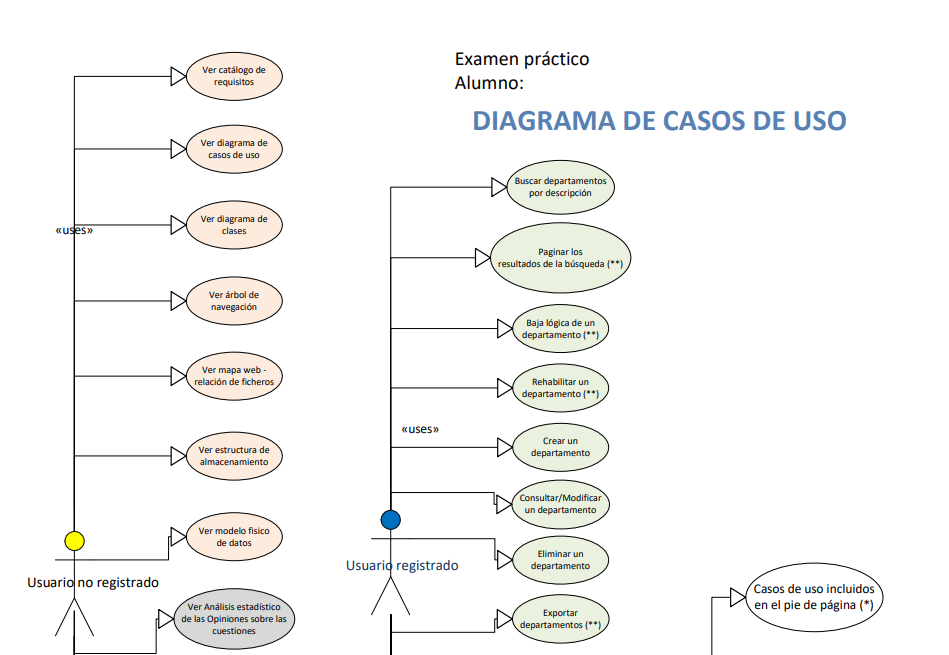 Examen práctico
Alumno:
DIAGRAMA DE CASOS DE USO
Ver catálogo de
requisitos
Ver diagrama de
casos de uso
Ver diagrama de
clases
«uses»
Ver árbol de
navegación
Ver mapa web -
relación de ficheros
Ver estructura de
almacenamiento
Ver modelo fisico
de datos
Usuario no registrado
Ver Análisis estadístico
de las Opiniones sobre las
cuestiones
Buscar departamentos
por descripción
Paginar los
resultados de la búsqueda (**)
Baja lógica de un
departamento (**)
Rehabilitar un
departamento (**)
«uses»
Crear un
departamento
Consultar/Modificar
un departamento
Eliminar un
departamento
Usuario registrado
Exportar
departamentos (**)
Casos de uso incluidos
en el pie de página (*)